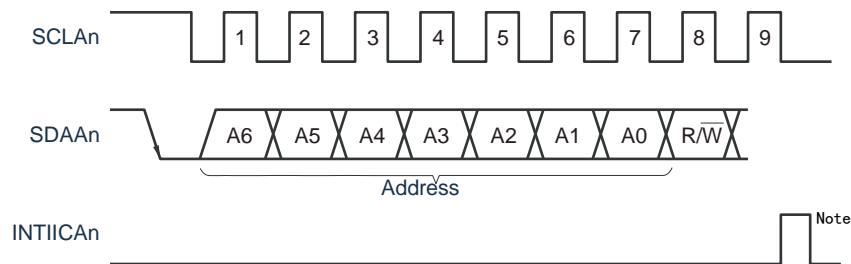 SCLAn 1 2 3 4 5 6 7 8 9
SDAAn A6 A5 A4 A3 A2 A1 A0 R/W̅
Address
INTIICAn Note